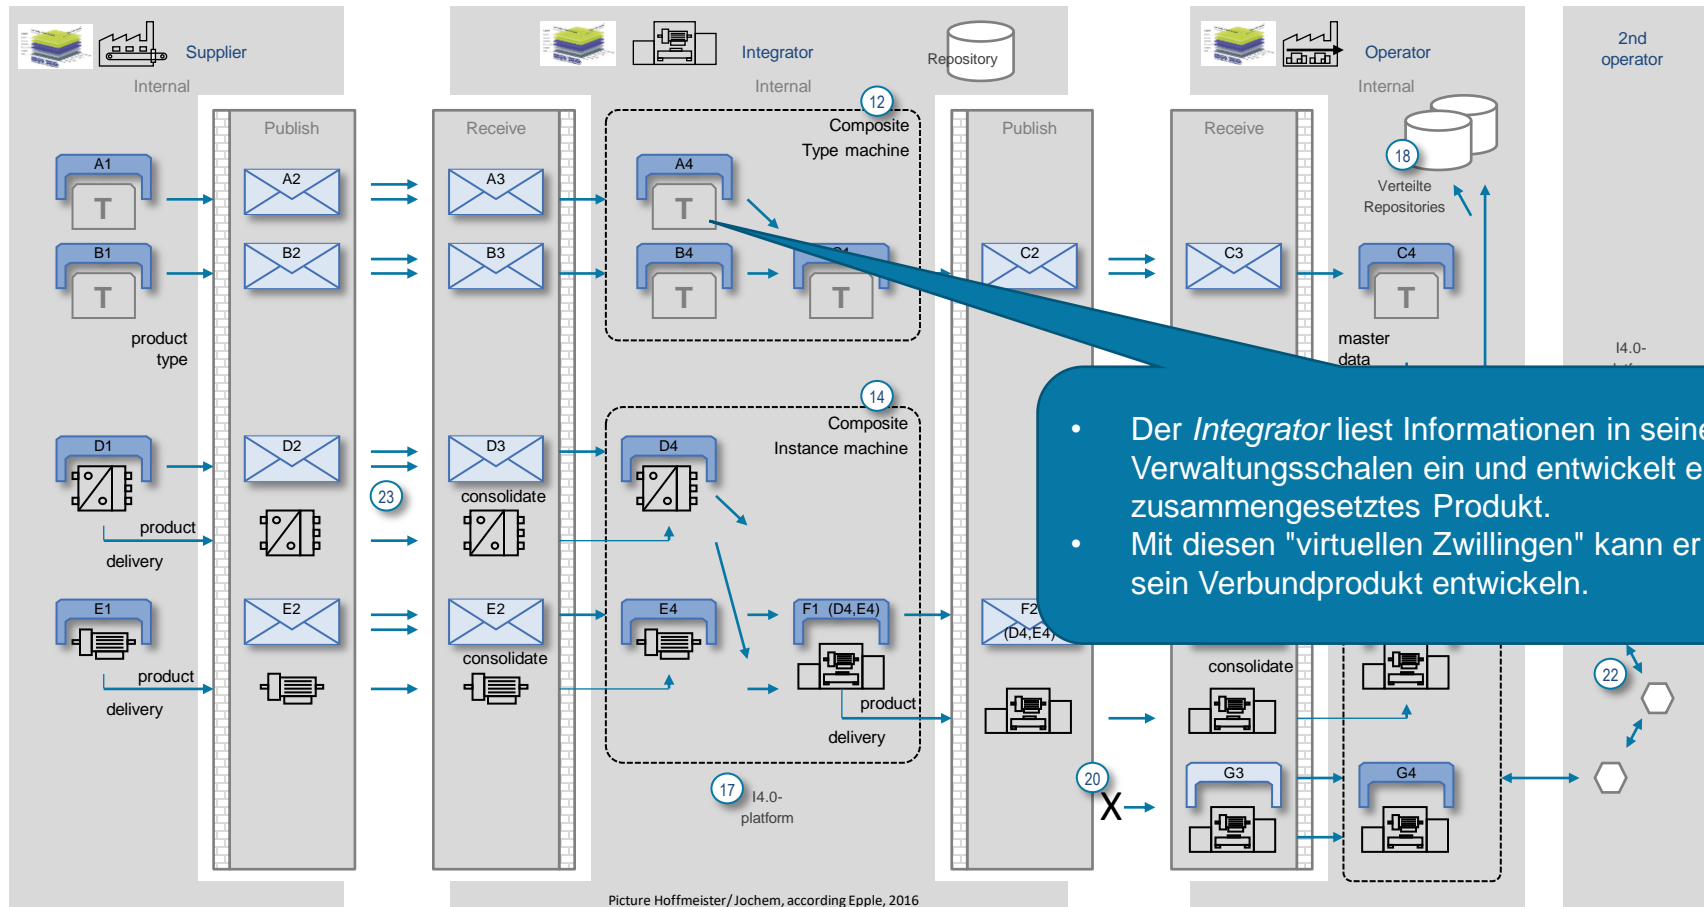 Supplier
Internal
Integrator
Internal
Repository
Operator
Internal
2nd
operator
Publish
Receive
12
Composite
Type machine
Publish
Receive
18
Verteilte
Repositories
A1
T
A2
A3
A4
T
B1
T
B2
B3
B4
T
T
C2
C3
C4
T
product
type
master
data
I4.0-
14
Composite
Instance machine
D1
D2
D3
D4
23
consolidate
product
delivery
E1
E2
E2
E4
F1 (D4,E4)
F2
(D4,E4)
consolidate
product
delivery
product
delivery
consolidate
22
17
I4.0-
platform
20
X
G3
G4
• Der Integrator liest Informationen in seine
Verwaltungsschalen ein und entwickelt
zusammengesetztes Produkt.
• Mit diesen "virtuellen Zwillingen" kann er
sein Verbundprodukt entwickeln.
Picture Hoffmeister/Jochem, according Epple, 2016